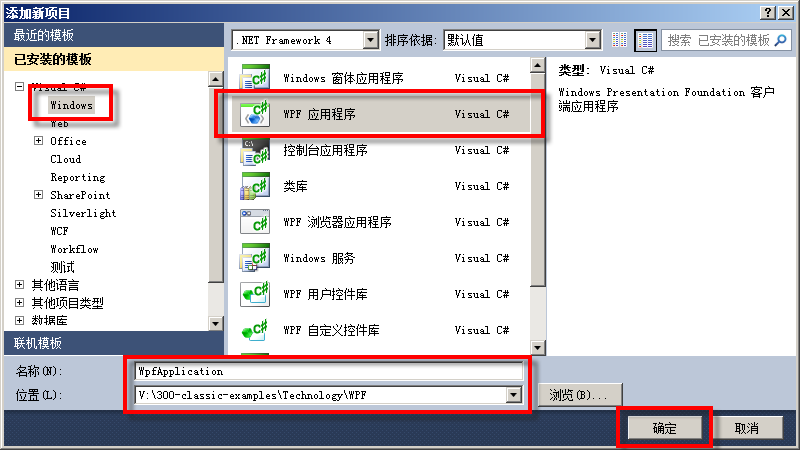 添加新项目
最近的模板
已安装的模板
Visual C#
Windows
Web
Office
Cloud
Reporting
SharePoint
Silverlight
WCF
Workflow
测试
其他语言
其他项目类型
数据库
联机模板
.NET Framework 4
排序依据:
默认值
搜索 已安装的模板
Windows 窗体应用程序 Visual C#
WPF 应用程序 Visual C#
控制台应用程序 Visual C#
类库 Visual C#
WPF 浏览器应用程序 Visual C#
Windows 服务 Visual C#
WPF 用户控件库 Visual C#
WPF 自定义控件库 Visual C#
类型: Visual C#
Windows Presentation Foundation 客户
端应用程序
名称(N): WpfApplication
位置(L): V:\300-classic-examples\Technology\WPF
浏览(B)...
确定
取消